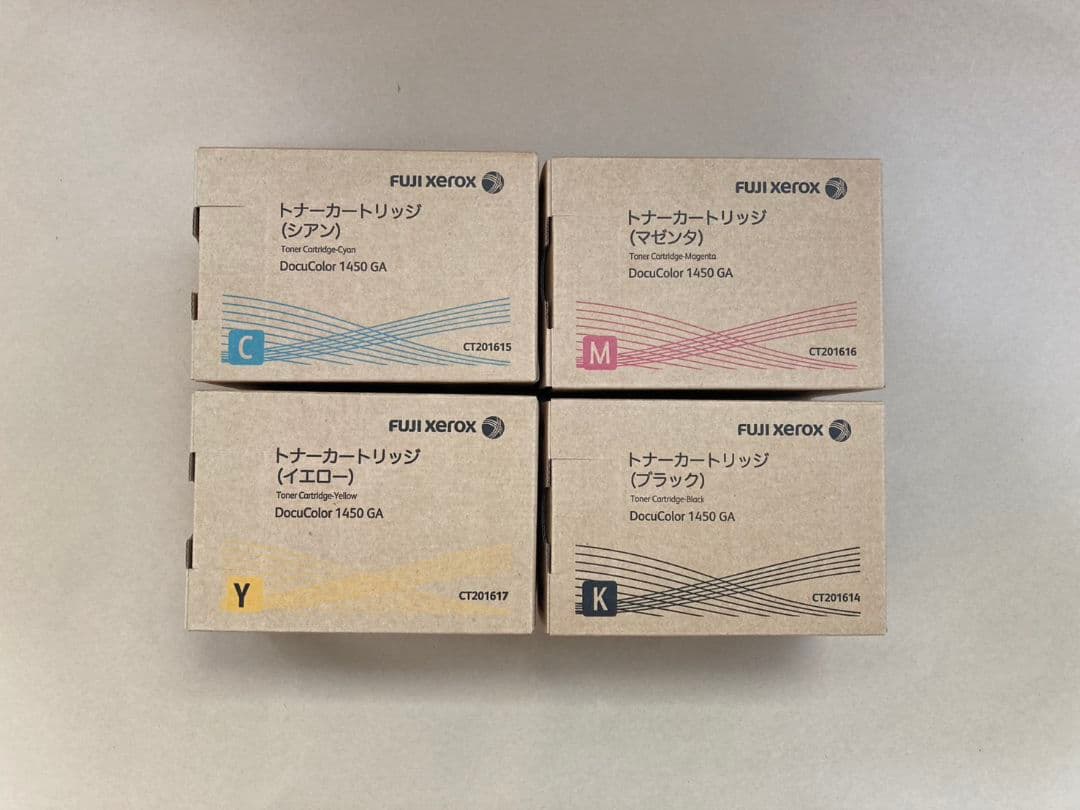 FUJI XEROX
トナーカートリッジ
(シアン)
Toner Cartridge-Cyan
DocuColor 1450 GA
C
CT201615
FUJI XEROX
トナーカートリッジ
(マゼンタ)
Toner Cartridge-Magenta
DocuColor 1450 GA
M
CT201616
FUJI XEROX
トナーカートリッジ
(イエロー)
Toner Cartridge-Yellow
DocuColor 1450 GA
Y
CT201617
FUJI XEROX
トナーカートリッジ
(ブラック)
Toner Cartridge-Black
DocuColor 1450 GA
K
CT201614